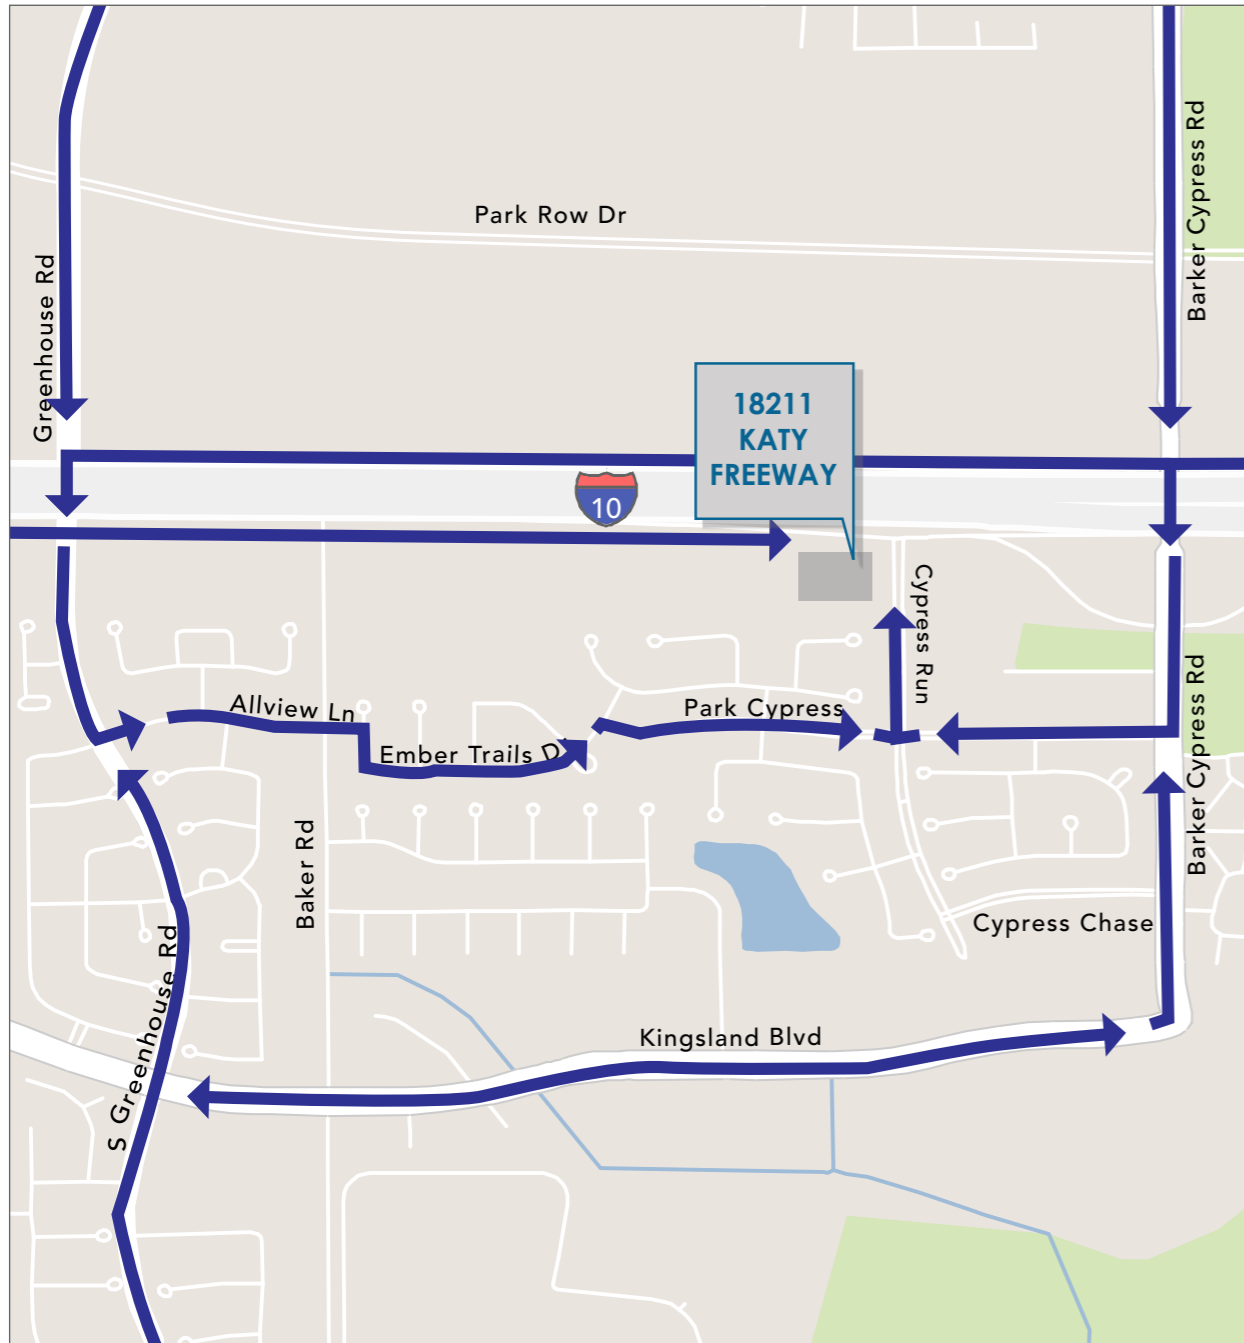 Barker Cypress Rd
Park Row Dr
Greenhouse Rd
18211
KATY
FREEWAY
10
Cypress Run
Barker Cypress Rd
Allview Ln
Park Cypress
Ember Trails D
Baker Rd
Cypress Chase
S Greenhouse Rd
Kingsland Blvd